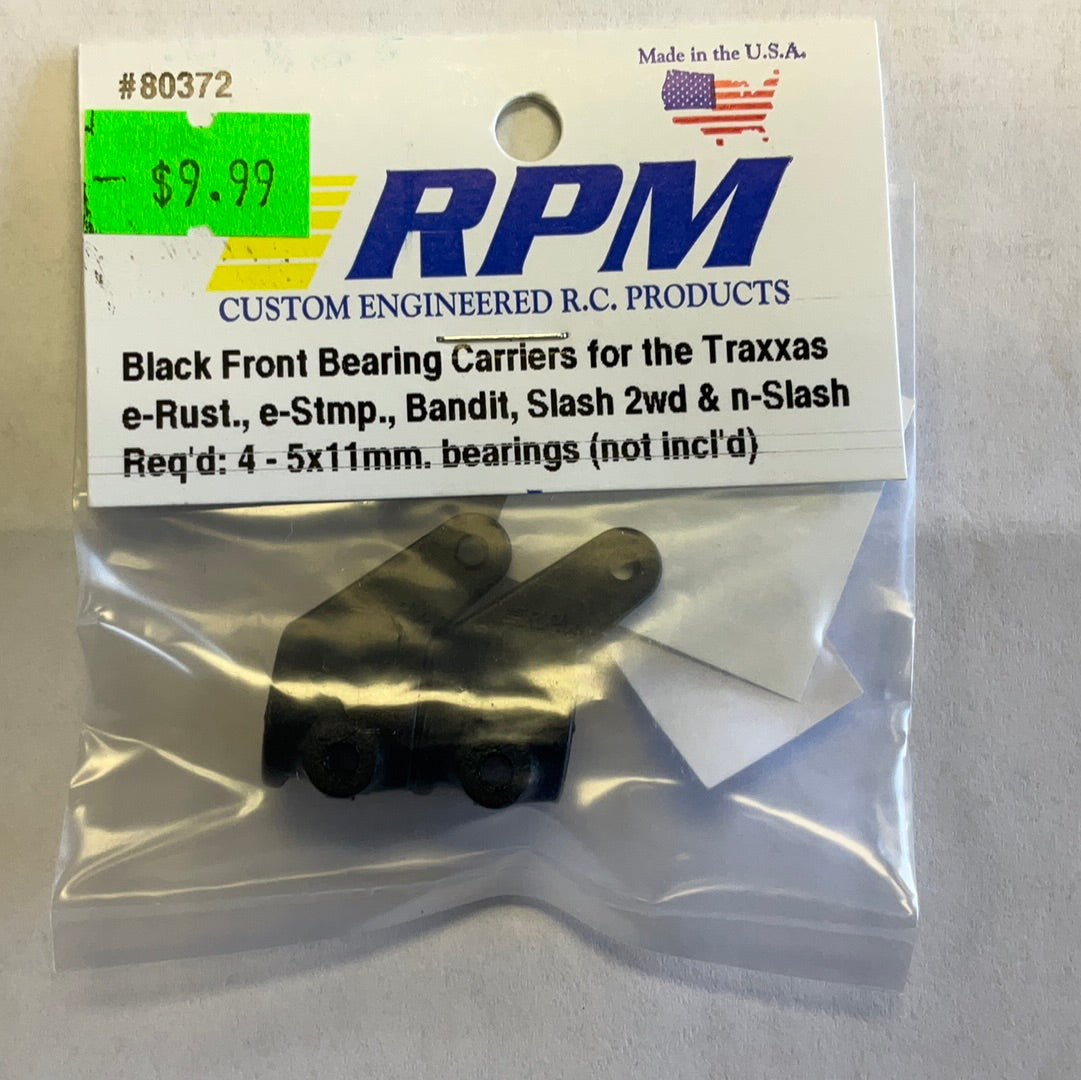 Made in the U.S.A.
#80372
- $9.99
RPM
CUSTOM ENGINEERED R.C. PRODUCTS
Black Front Bearing Carriers for the Traxxas
e-Rust., e-Stmp., Bandit, Slash 2wd & n-Slash
Req'd: 4 - 5x11mm. bearings (not incl'd)